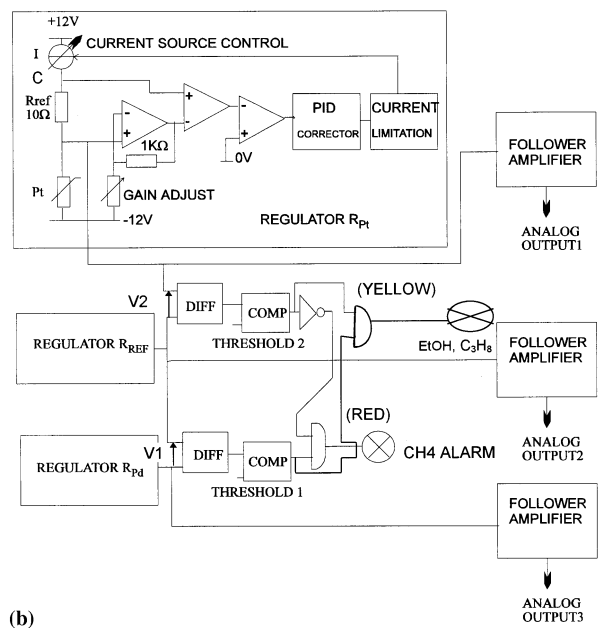 +12V
I
CURRENT SOURCE CONTROL
C
Rref
10Ω
+
-
-
+
-
+
1KΩ
0V
PID
CORRECTOR
CURRENT
LIMITATION
Pt
GAIN ADJUST
-12V
REGULATOR RPt
FOLLOWER
AMPLIFIER
ANALOG
OUTPUT1
V2
DIFF
COMP
THRESHOLD 2
(YELLOW)
EtOH, C3H8
REGULATOR RREF
FOLLOWER
AMPLIFIER
ANALOG
OUTPUT2
(RED)
V1
DIFF
COMP
THRESHOLD 1
CH4 ALARM
REGULATOR RPd
FOLLOWER
AMPLIFIER
ANALOG
OUTPUT3
(b)